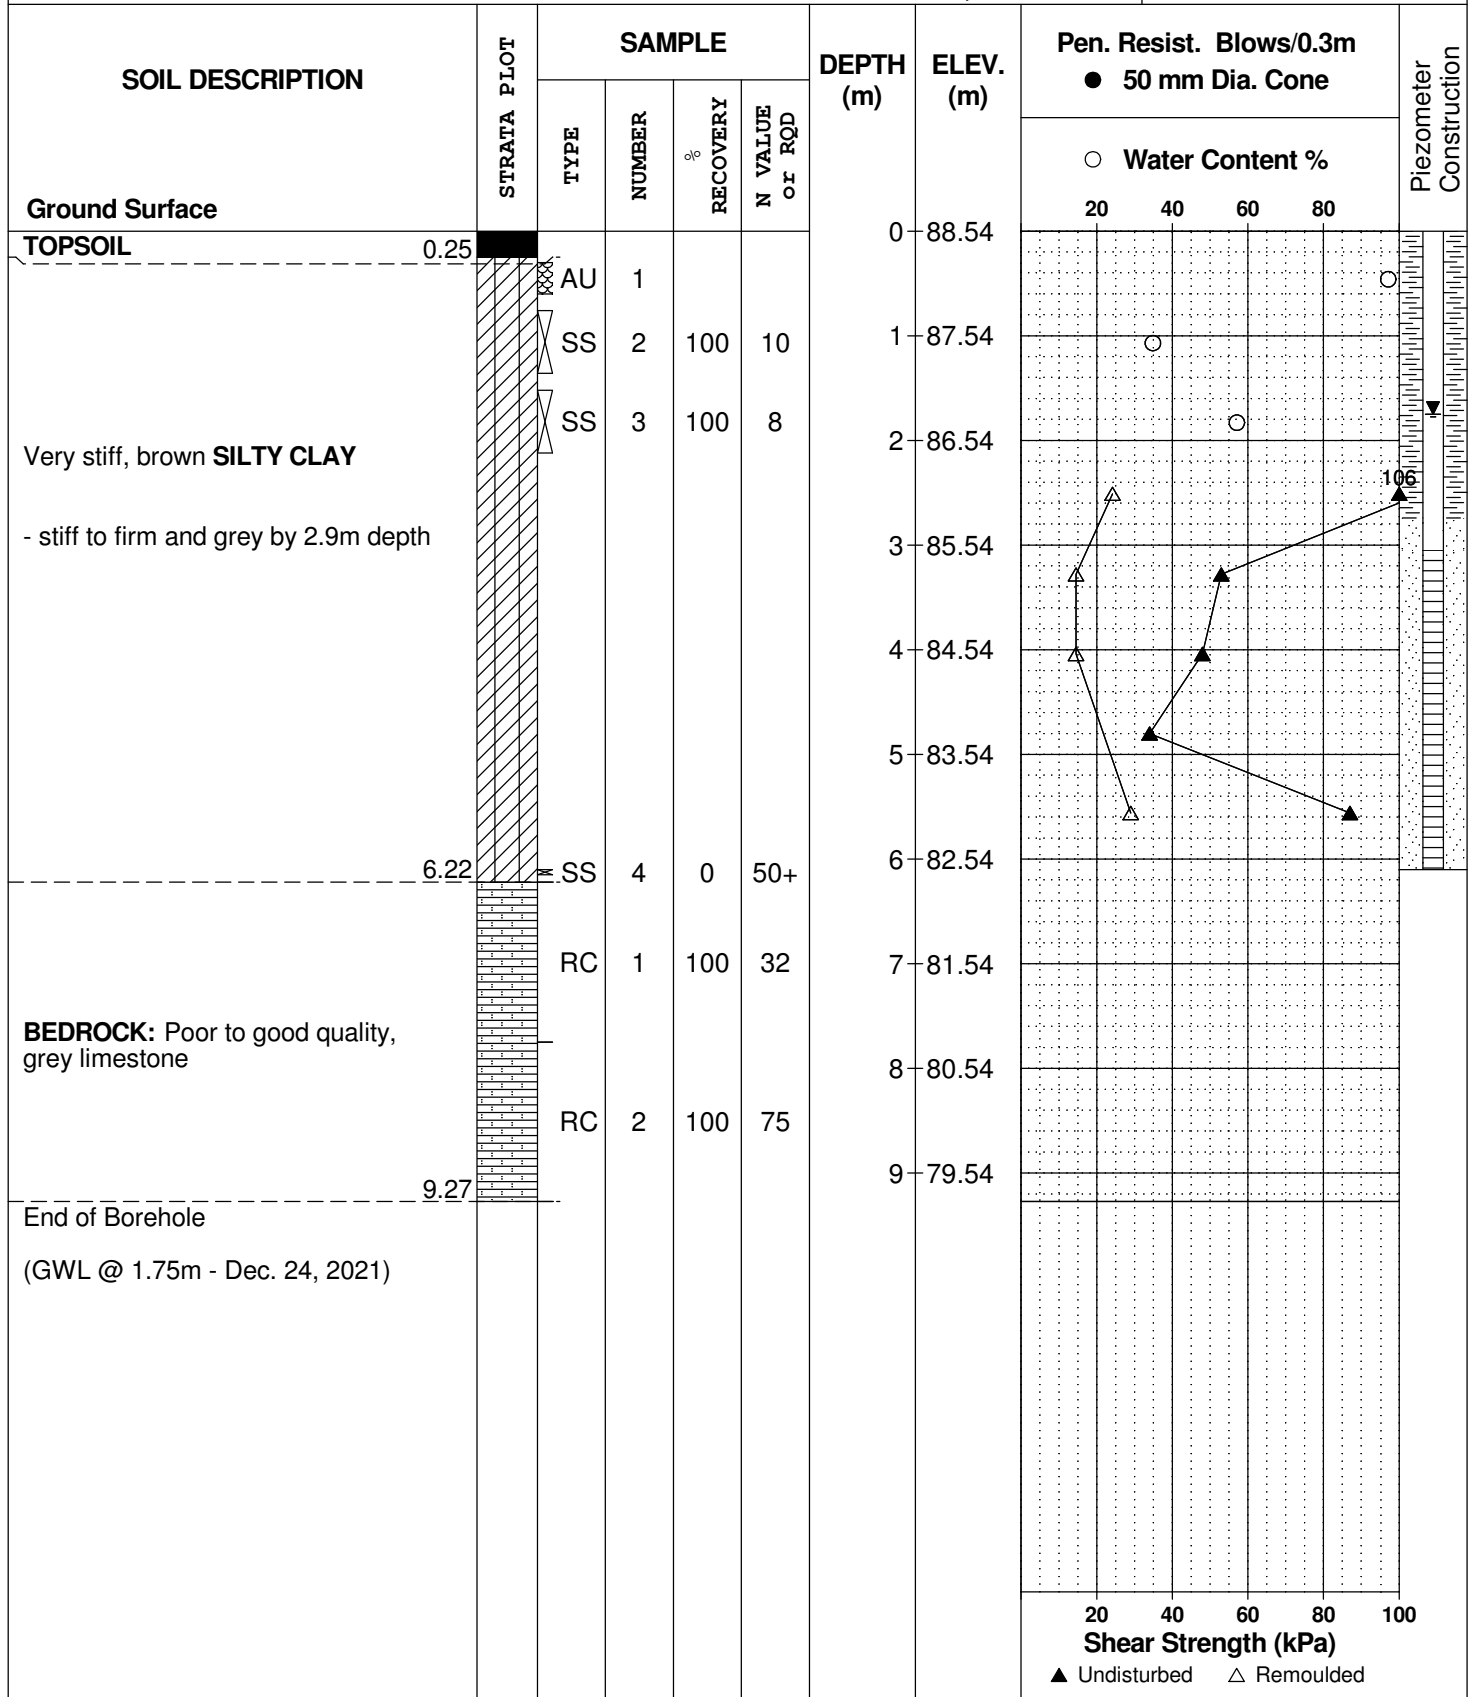 SOIL DESCRIPTION
Ground Surface
STRATA PLOT
SAMPLE
TYPE
NUMBER
%
RECOVERY
N VALUE
or RQD
DEPTH
(m)
ELEV.
(m)
Pen. Resist. Blows/0.3m
● 50 mm Dia. Cone
○ Water Content %
20 40 60 80
Piezometer
Construction
0 88.54
TOPSOIL 0.25
AU 1
SS 2 100 10
1 87.54
SS 3 100 8
2 86.54
Very stiff, brown SILTY CLAY
106
- stiff to firm and grey by 2.9m depth
3 85.54
4 84.54
5 83.54
6 82.54
6.22
SS 4 0 50+
RC 1 100 32
7 81.54
BEDROCK: Poor to good quality,
grey limestone
8 80.54
RC 2 100 75
9 79.54
9.27
End of Borehole
(GWL @ 1.75m - Dec. 24, 2021)
20 40 60 80 100
Shear Strength (kPa)
▲ Undisturbed △ Remoulded